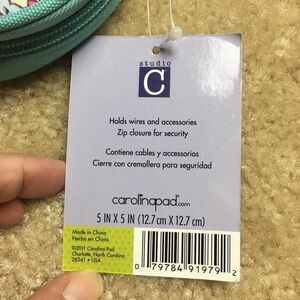 studio
C
Holds wires and accessories
Zip closure for security
Contiene cables y accesorios
Cierre con cremallera para seguridad
carolinapad.com
5 IN X 5 IN (12.7 cm X 12.7 cm)
Made in China
Hecho en China
©2011 Carolina Pad
Charlotte, North Carolina
28241 • USA
0 79784 91979 2